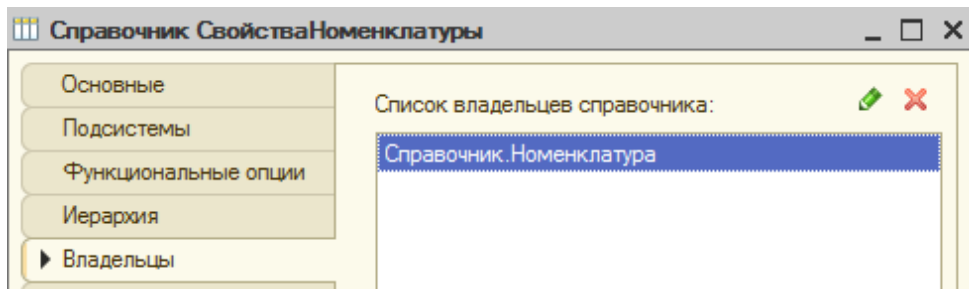 Справочник СвойстваНоменклатуры
Основные
Подсистемы
Функциональные опции
Иерархия
Владельцы
Список владельцев справочника:
Справочник.Номенклатура